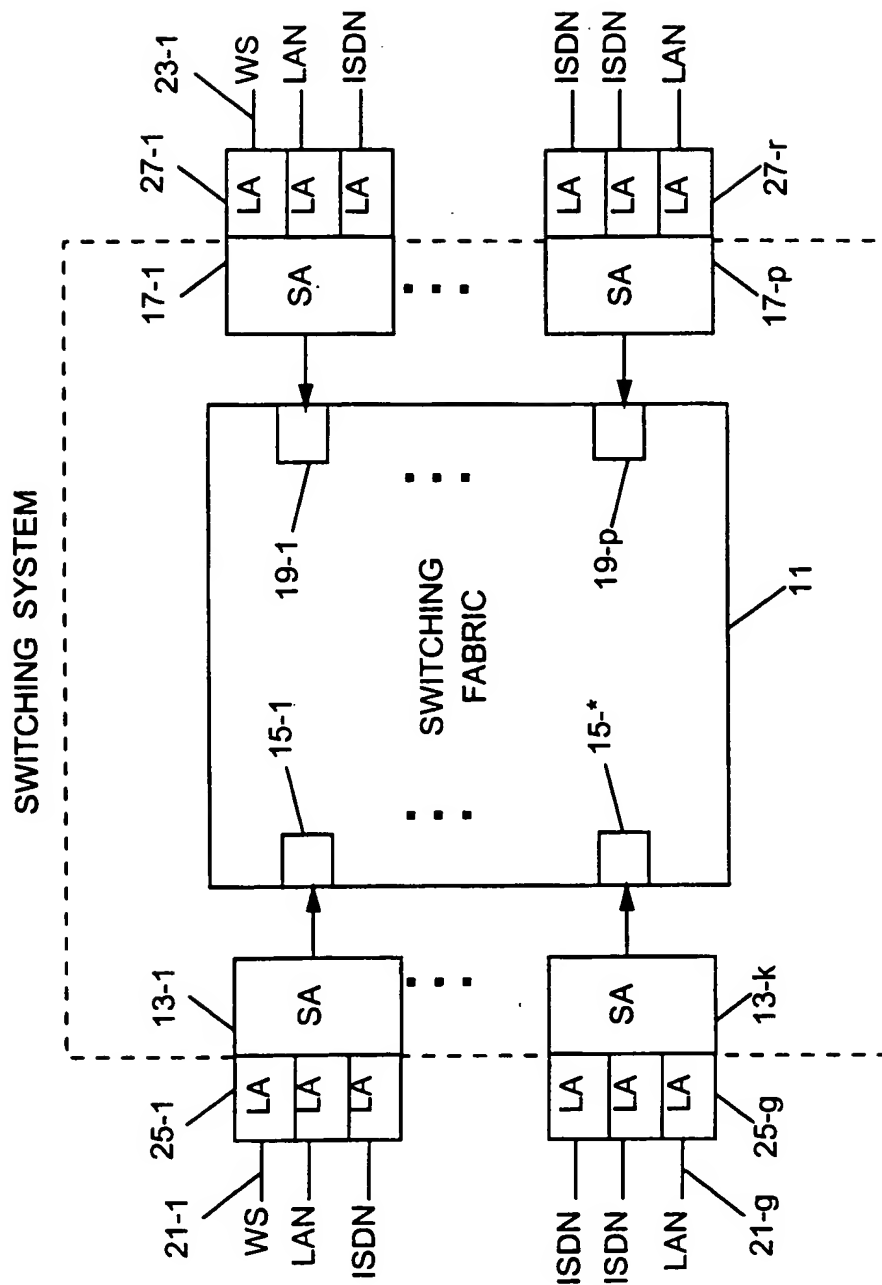 SWITCHING SYSTEM
21-1 25-1 13-1 17-1 27-1 23-1
WS LA LA WS
15-1 19-1
LAN LA SA SA LA LAN
ISDN LA LA ISDN
SWITCHING
FABRIC
ISDN LA LA ISDN
15-* 19-p
ISDN LA SA SA LA ISDN
LAN LA LA LAN
21-g 25-g 13-k 11 17-p 27-r